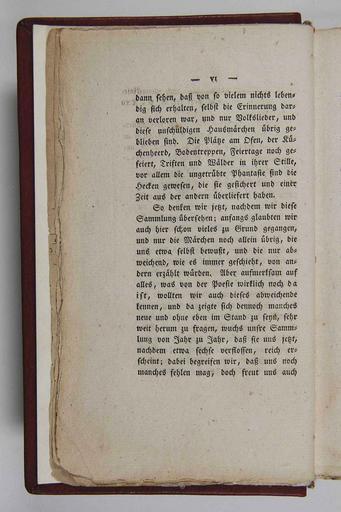 — VI —
dann sehen, daß von so vielem nichts leben-
dig sich erhalten, selbst die Erinnerung dar-
an verloren war, und nur Volkslieder, und
diese unschuldigen Hausmärchen übrig ge-
blieben sind. Die Plätze am Ofen, der Kü-
chenheerd, Bodentreppen, Feiertage noch ge-
feiert, Triften und Wälder in ihrer Stille,
vor allem die ungetrübte Phantasie sind die
Hecken gewesen, die sie gesichert und einer
Zeit aus der andern überliefert haben.
So denken wir jetzt, nachdem wir diese
Sammlung übersehen; anfangs glaubten wir
auch hier schon vieles zu Grund gegangen,
und nur die Märchen noch allein übrig, die
uns etwa selbst bewußt, und die nur ab-
weichend, wie es immer geschieht, von an-
dern erzählt würden. Aber aufmerksam auf
alles, was von der Poesie wirklich noch da
ist, wollten wir auch dieses abweichende
kennen, und da zeigte sich dennoch manches
neue und ohne eben im Stand zu seyn, sehr
weit herum zu fragen, wuchs unsre Samm-
lung von Jahr zu Jahr, daß sie uns jetzt,
nachdem etwa sechse verflossen, reich er-
scheint; dabei begreifen wir, daß uns noch
manches fehlen mag, doch freut uns auch